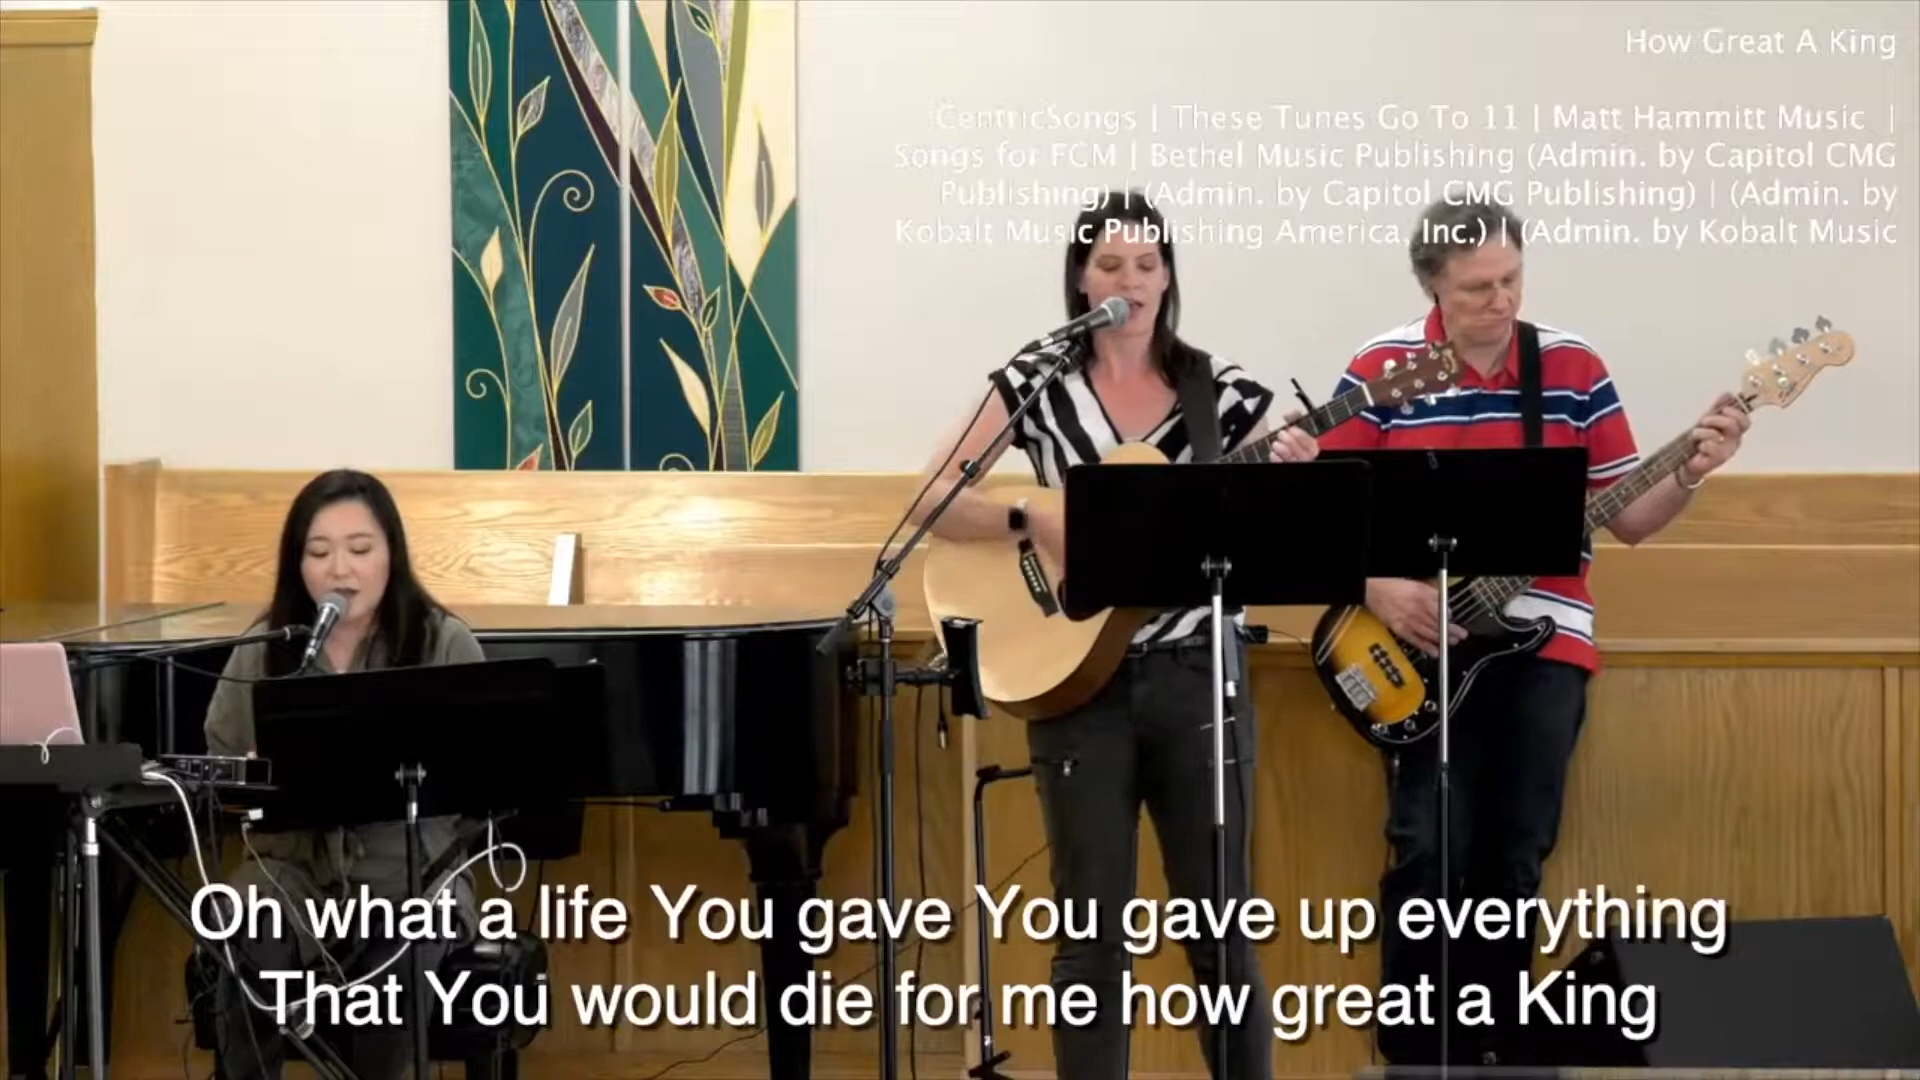 How Great A King
CentricSongs | These Tunes Go To 11 | Matt Hammitt Music |
Songs for FCM | Bethel Music Publishing (Admin. by Capitol CMG
Publishing) | (Admin. by Capitol CMG Publishing) | (Admin. by
Kobalt Music Publishing America, Inc.) | (Admin. by Kobalt Music
Oh what a life You gave You gave up everything
That You would die for me how great a King